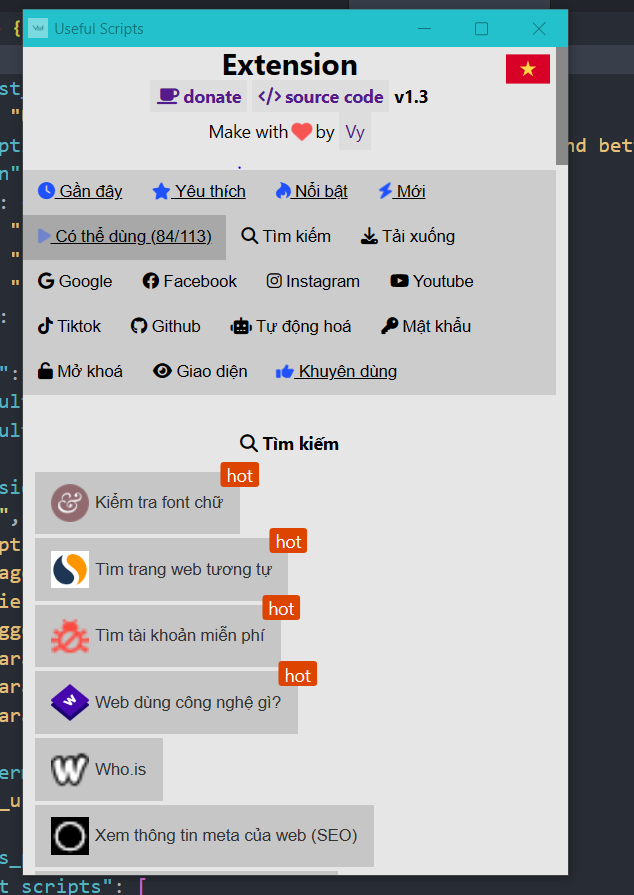 Useful Scripts
Extension
donate </> source code v1.3
Make with by Vy
Gần đây Yêu thích Nổi bật Mới
Có thể dùng (84/113) Tìm kiếm Tải xuống
Google Facebook Instagram Youtube
Tiktok Github Tự động hoá Mật khẩu
Mở khoá Giao diện Khuyên dùng
Tìm kiếm
hot
Kiểm tra font chữ
hot
Tìm trang web tương tự
hot
Tìm tài khoản miễn phí
hot
Web dùng công nghệ gì?
Who.is
Xem thông tin meta của web (SEO)